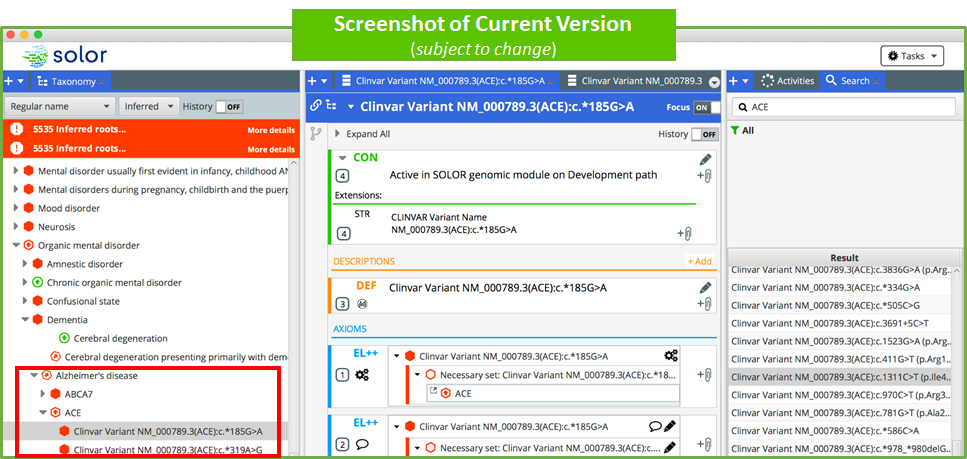 Screenshot of Current Version
(subject to change)
solor
Tasks
Taxonomy
Regular name
Inferred
History OFF
5535 Inferred roots... More details
5535 Inferred roots... More details
Mental disorder usually first evident in infancy, childhood AN
Mental disorders during pregnancy, childbirth and the puerp
Mood disorder
Neurosis
Organic mental disorder
Amnestic disorder
Chronic organic mental disorder
Confusional state
Dementia
Cerebral degeneration
Cerebral degeneration presenting primarily with deme
Alzheimer's disease
ABCA7
ACE
Clinvar Variant NM_000789.3(ACE):c.*185G>A
Clinvar Variant NM_000789.3(ACE):c.*319A>G
Clinvar Variant NM_000789.3(ACE):c.*185G>A
Clinvar Variant NM_000789.3
Clinvar Variant NM_000789.3(ACE):c.*185G>A
Focus ON
Expand All
History OFF
CON
4
Active in SOLOR genomic module on Development path
Extensions:
STR
CLINVAR Variant Name
4
NM_000789.3(ACE):c.*185G>A
DESCRIPTIONS
+ Add
DEF
Clinvar Variant NM_000789.3(ACE):c.*185G>A
3
AXIOMS
EL++
Clinvar Variant NM_000789.3(ACE):c.*185G>A
1
Necessary set: Clinvar Variant NM_000789.3(ACE):c.*18...
ACE
EL++
Clinvar Variant NM_000789.3(ACE):c.*185G>A
2
Necessary set: Clinvar Variant NM_000789.3(ACE):c....
Activities
Search
ACE
All
Result
Clinvar Variant NM_000789.3(ACE):c.3836G>A (p.Arg...
Clinvar Variant NM_000789.3(ACE):c.*334G>A
Clinvar Variant NM_000789.3(ACE):c.*505C>G
Clinvar Variant NM_000789.3(ACE):c.3691+5C>T
Clinvar Variant NM_000789.3(ACE):c.1523G>A (p.Arg...
Clinvar Variant NM_000789.3(ACE):c.411G>T (p.Arg1...
Clinvar Variant NM_000789.3(ACE):c.1311C>T (p.Ile4...
Clinvar Variant NM_000789.3(ACE):c.970C>T (p.Arg3...
Clinvar Variant NM_000789.3(ACE):c.781G>T (p.Ala2...
Clinvar Variant NM_000789.3(ACE):c.*586C>A
Clinvar Variant NM_000789.3(ACE):c.*978_*980delG...